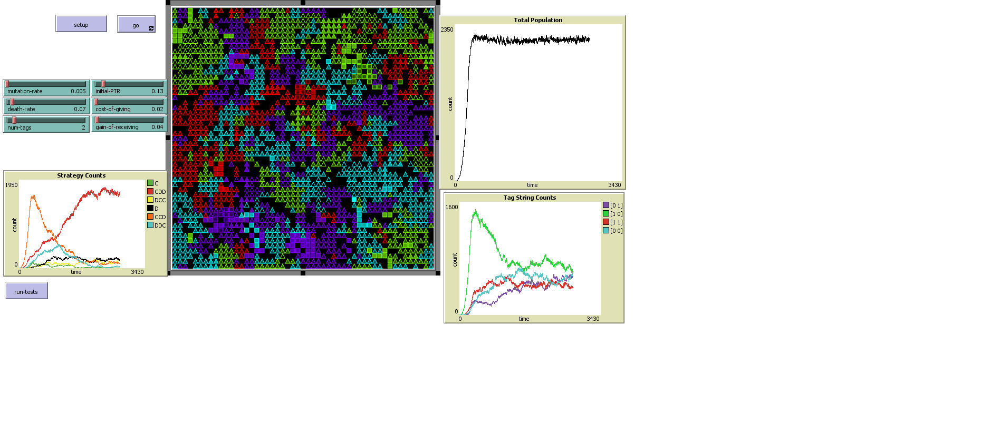 setup
go
mutation-rate 0.005
initial-PTR 0.13
death-rate 0.07
cost-of-giving 0.02
num-tags 2
gain-of-receiving 0.04
Strategy Counts
1950
count
0
0
time
3430
C
CDD
DCC
D
CCD
DDC
run-tests
Total Population
2350
count
0
0
time
3430
Tag String Counts
1600
count
0
0
time
3430
[0 1]
[1 0]
[1 1]
[0 0]